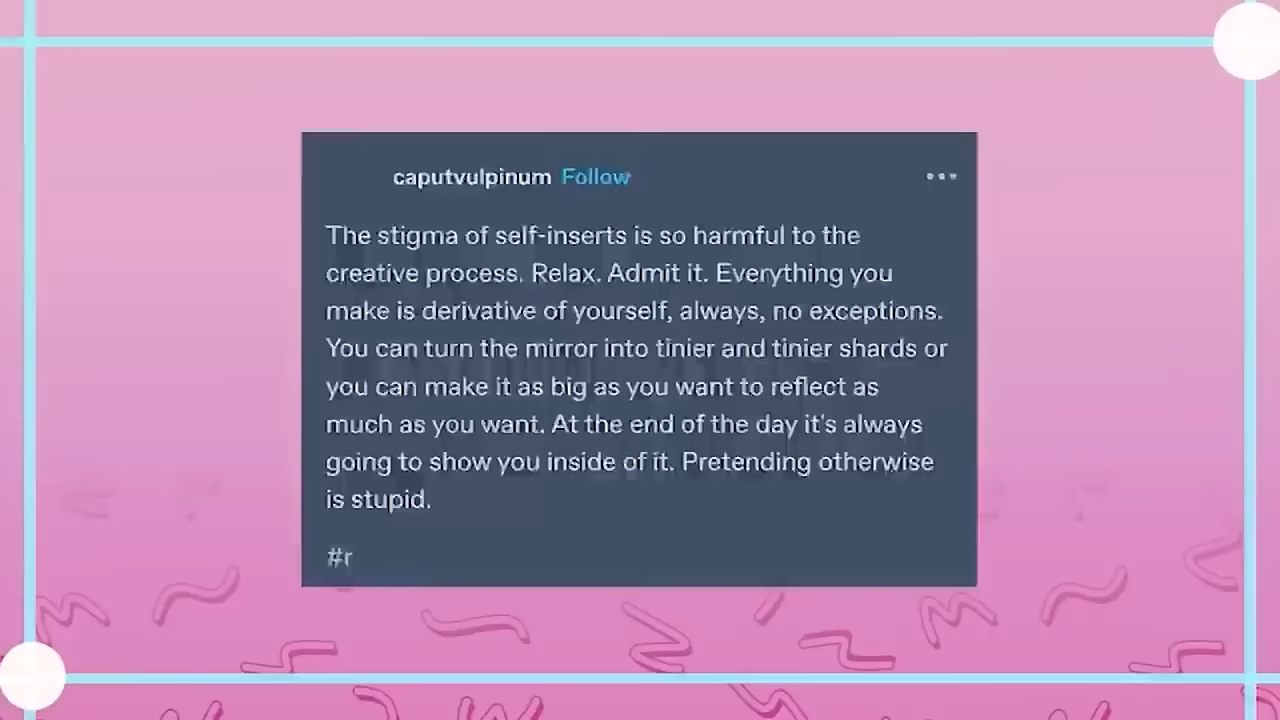 caputvulpinum Follow
The stigma of self-inserts is so harmful to the
creative process. Relax. Admit it. Everything you
make is derivative of yourself, always, no exceptions.
You can turn the mirror into tinier and tinier shards or
you can make it as big as you want to reflect as
much as you want. At the end of the day it's always
going to show you inside of it. Pretending otherwise
is stupid.
#r